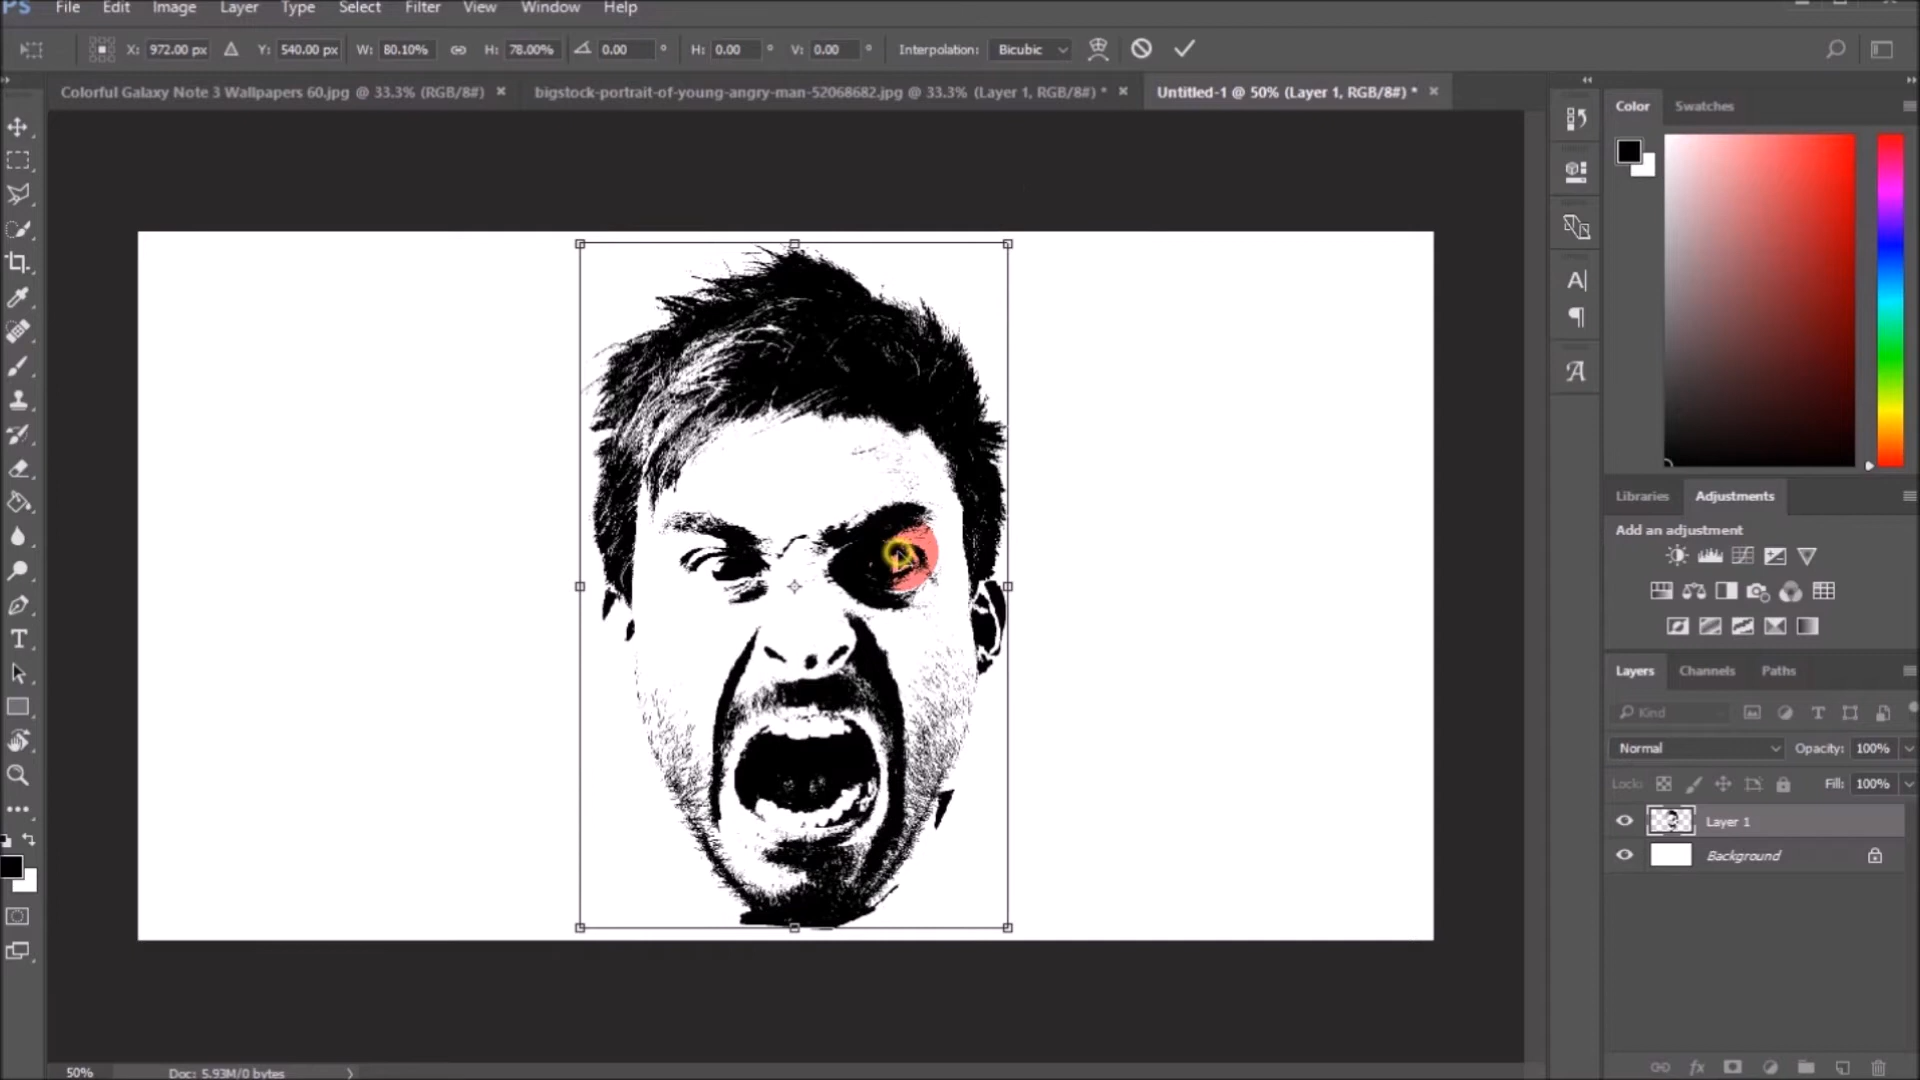 PS File Edit Image Layer Type Select Filter View Window Help
X: 972.00 px Δ Y: 540.00 px W: 80.10% H: 78.00% 0.00 ° H: 0.00 ° V: 0.00 ° Interpolation: Bicubic
Colorful Galaxy Note 3 Wallpapers 60.jpg @ 33.3% (RGB/8#) × bigstock-portrait-of-young-angry-man-52068682.jpg @ 33.3% (Layer 1, RGB/8#) * × Untitled-1 @ 50% (Layer 1, RGB/8#) * ×
Color Swatches
Libraries Adjustments
Add an adjustment
Layers Channels Paths
Kind
Normal Opacity: 100%
Lock: Fill: 100%
Layer 1
Background
50% Doc: 5.93M/0 bytes